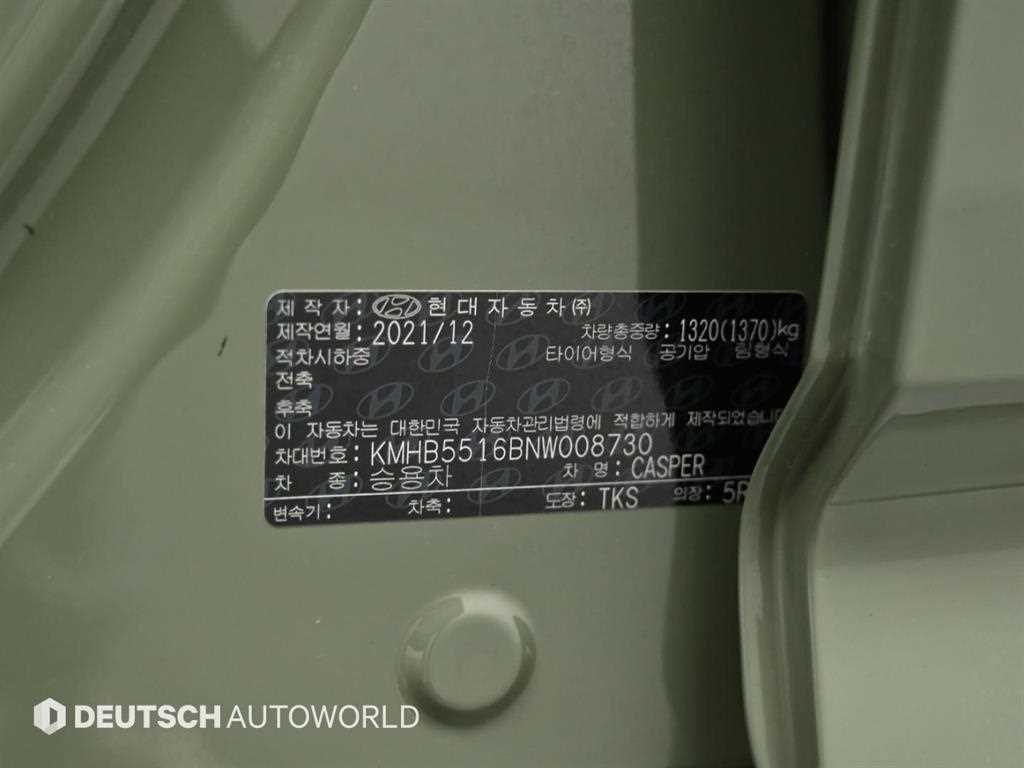 제 작 자: 현대자동차㈜
제작연월: 2021/12 차량총중량: 1320(1370)kg
적차시하중 타이어형식 공기압 림형식
전축
후축
이 자동차는 대한민국 자동차관리법령에 적합하게 제작되었습니다
차대번호: KMHB5516BNW008730
차 종: 승용차 차 명: CASPER
변속기: 차축: 도장: TKS 의장: 5R
DEUTSCH AUTOWORLD